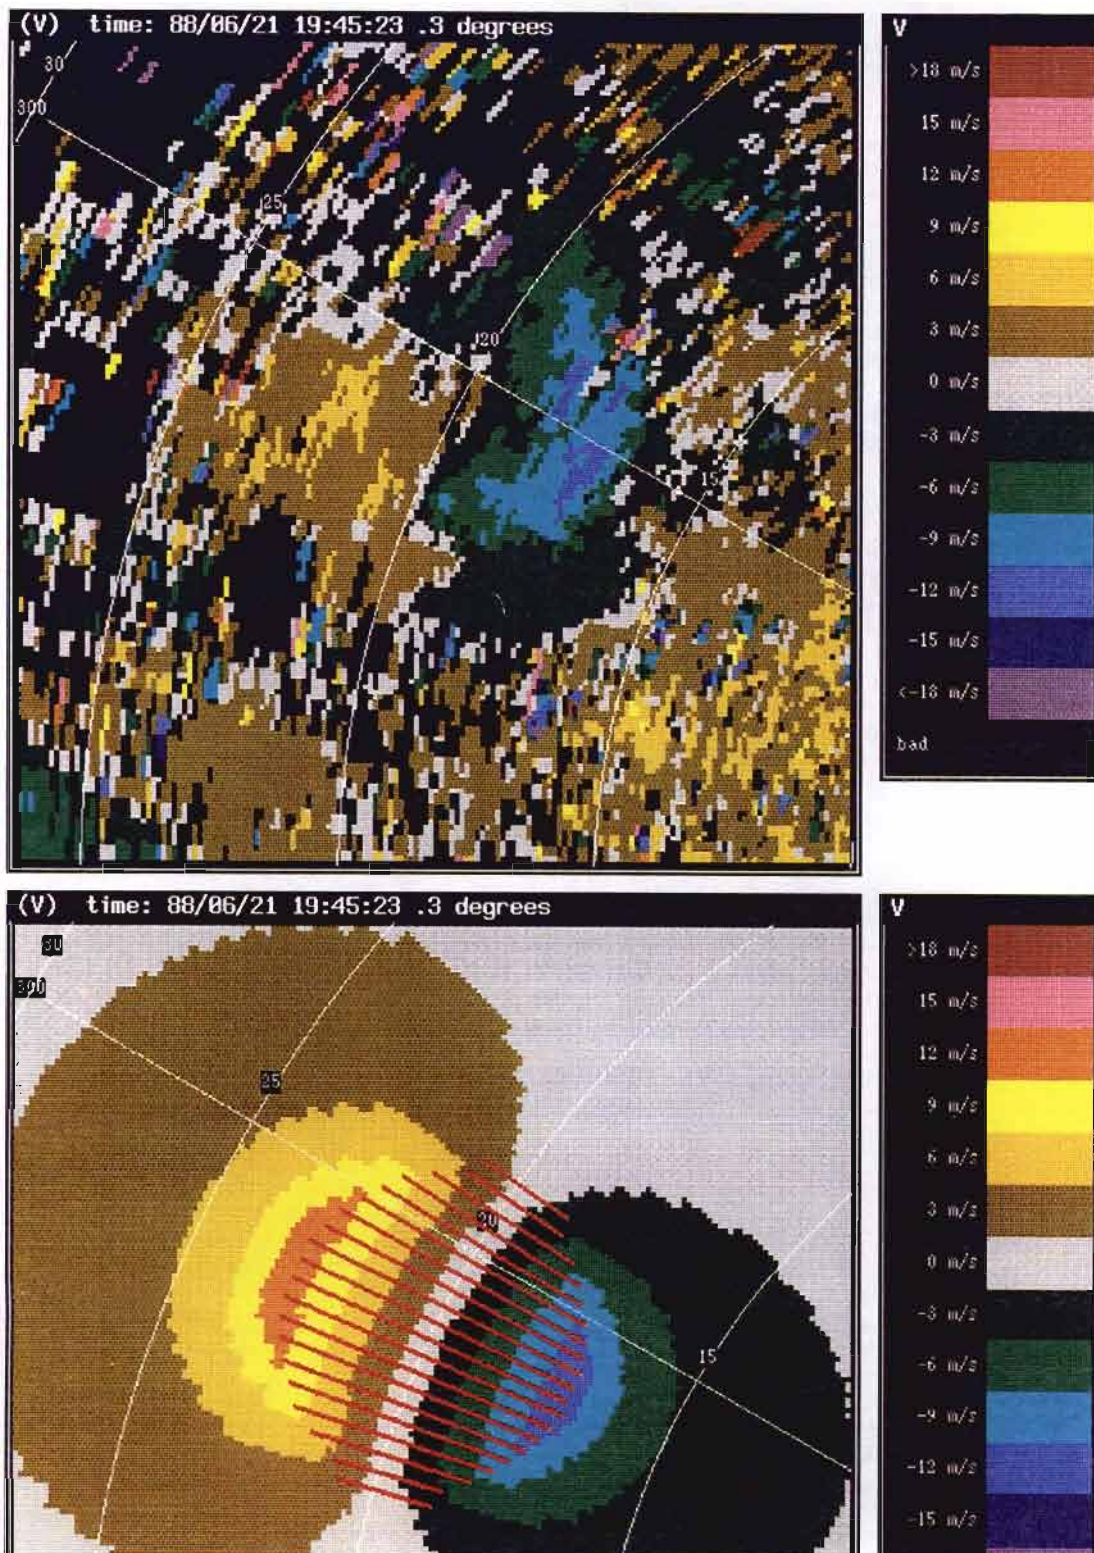 (V) time: 88/06/21 19:45:23 .3 degrees
30
300
25
20
15
V
>18 m/s
15 m/s
12 m/s
9 m/s
6 m/s
3 m/s
0 m/s
-3 m/s
-6 m/s
-9 m/s
-12 m/s
-15 m/s
<-18 m/s
bad
(V) time: 88/06/21 19:45:23 .3 degrees
30
300
25
20
15
V
>18 m/s
15 m/s
12 m/s
9 m/s
6 m/s
3 m/s
0 m/s
-3 m/s
-6 m/s
-9 m/s
-12 m/s
-15 m/s